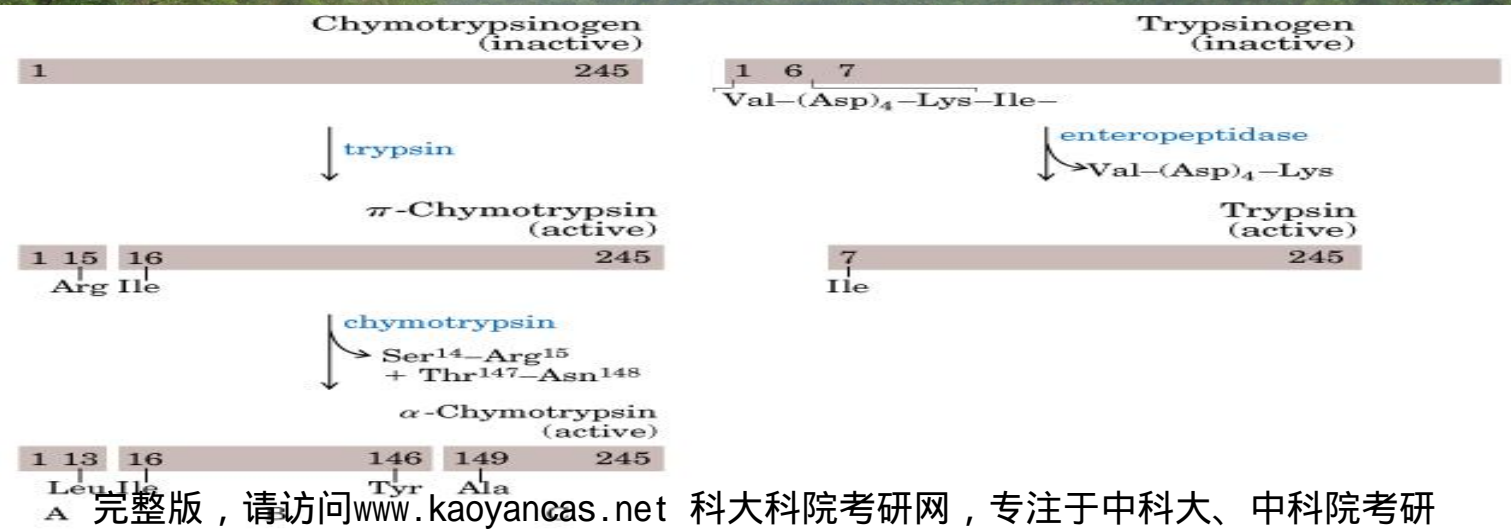 Chymotrypsinogen
(inactive)
1 245
trypsin
π-Chymotrypsin
(active)
1 15 16 245
Arg Ile
chymotrypsin
Ser14–Arg15
+ Thr147–Asn148
α-Chymotrypsin
(active)
1 13 16 146 149 245
Leu Ile Tyr Ala
A
Trypsinogen
(inactive)
1 6 7
Val–(Asp)4–Lys–Ile–
enteropeptidase
Val–(Asp)4–Lys
Trypsin
(active)
7 245
Ile
完整版，请访问www.kaoyancas.net 科大科院考研网，专注于中科大、中科院考研